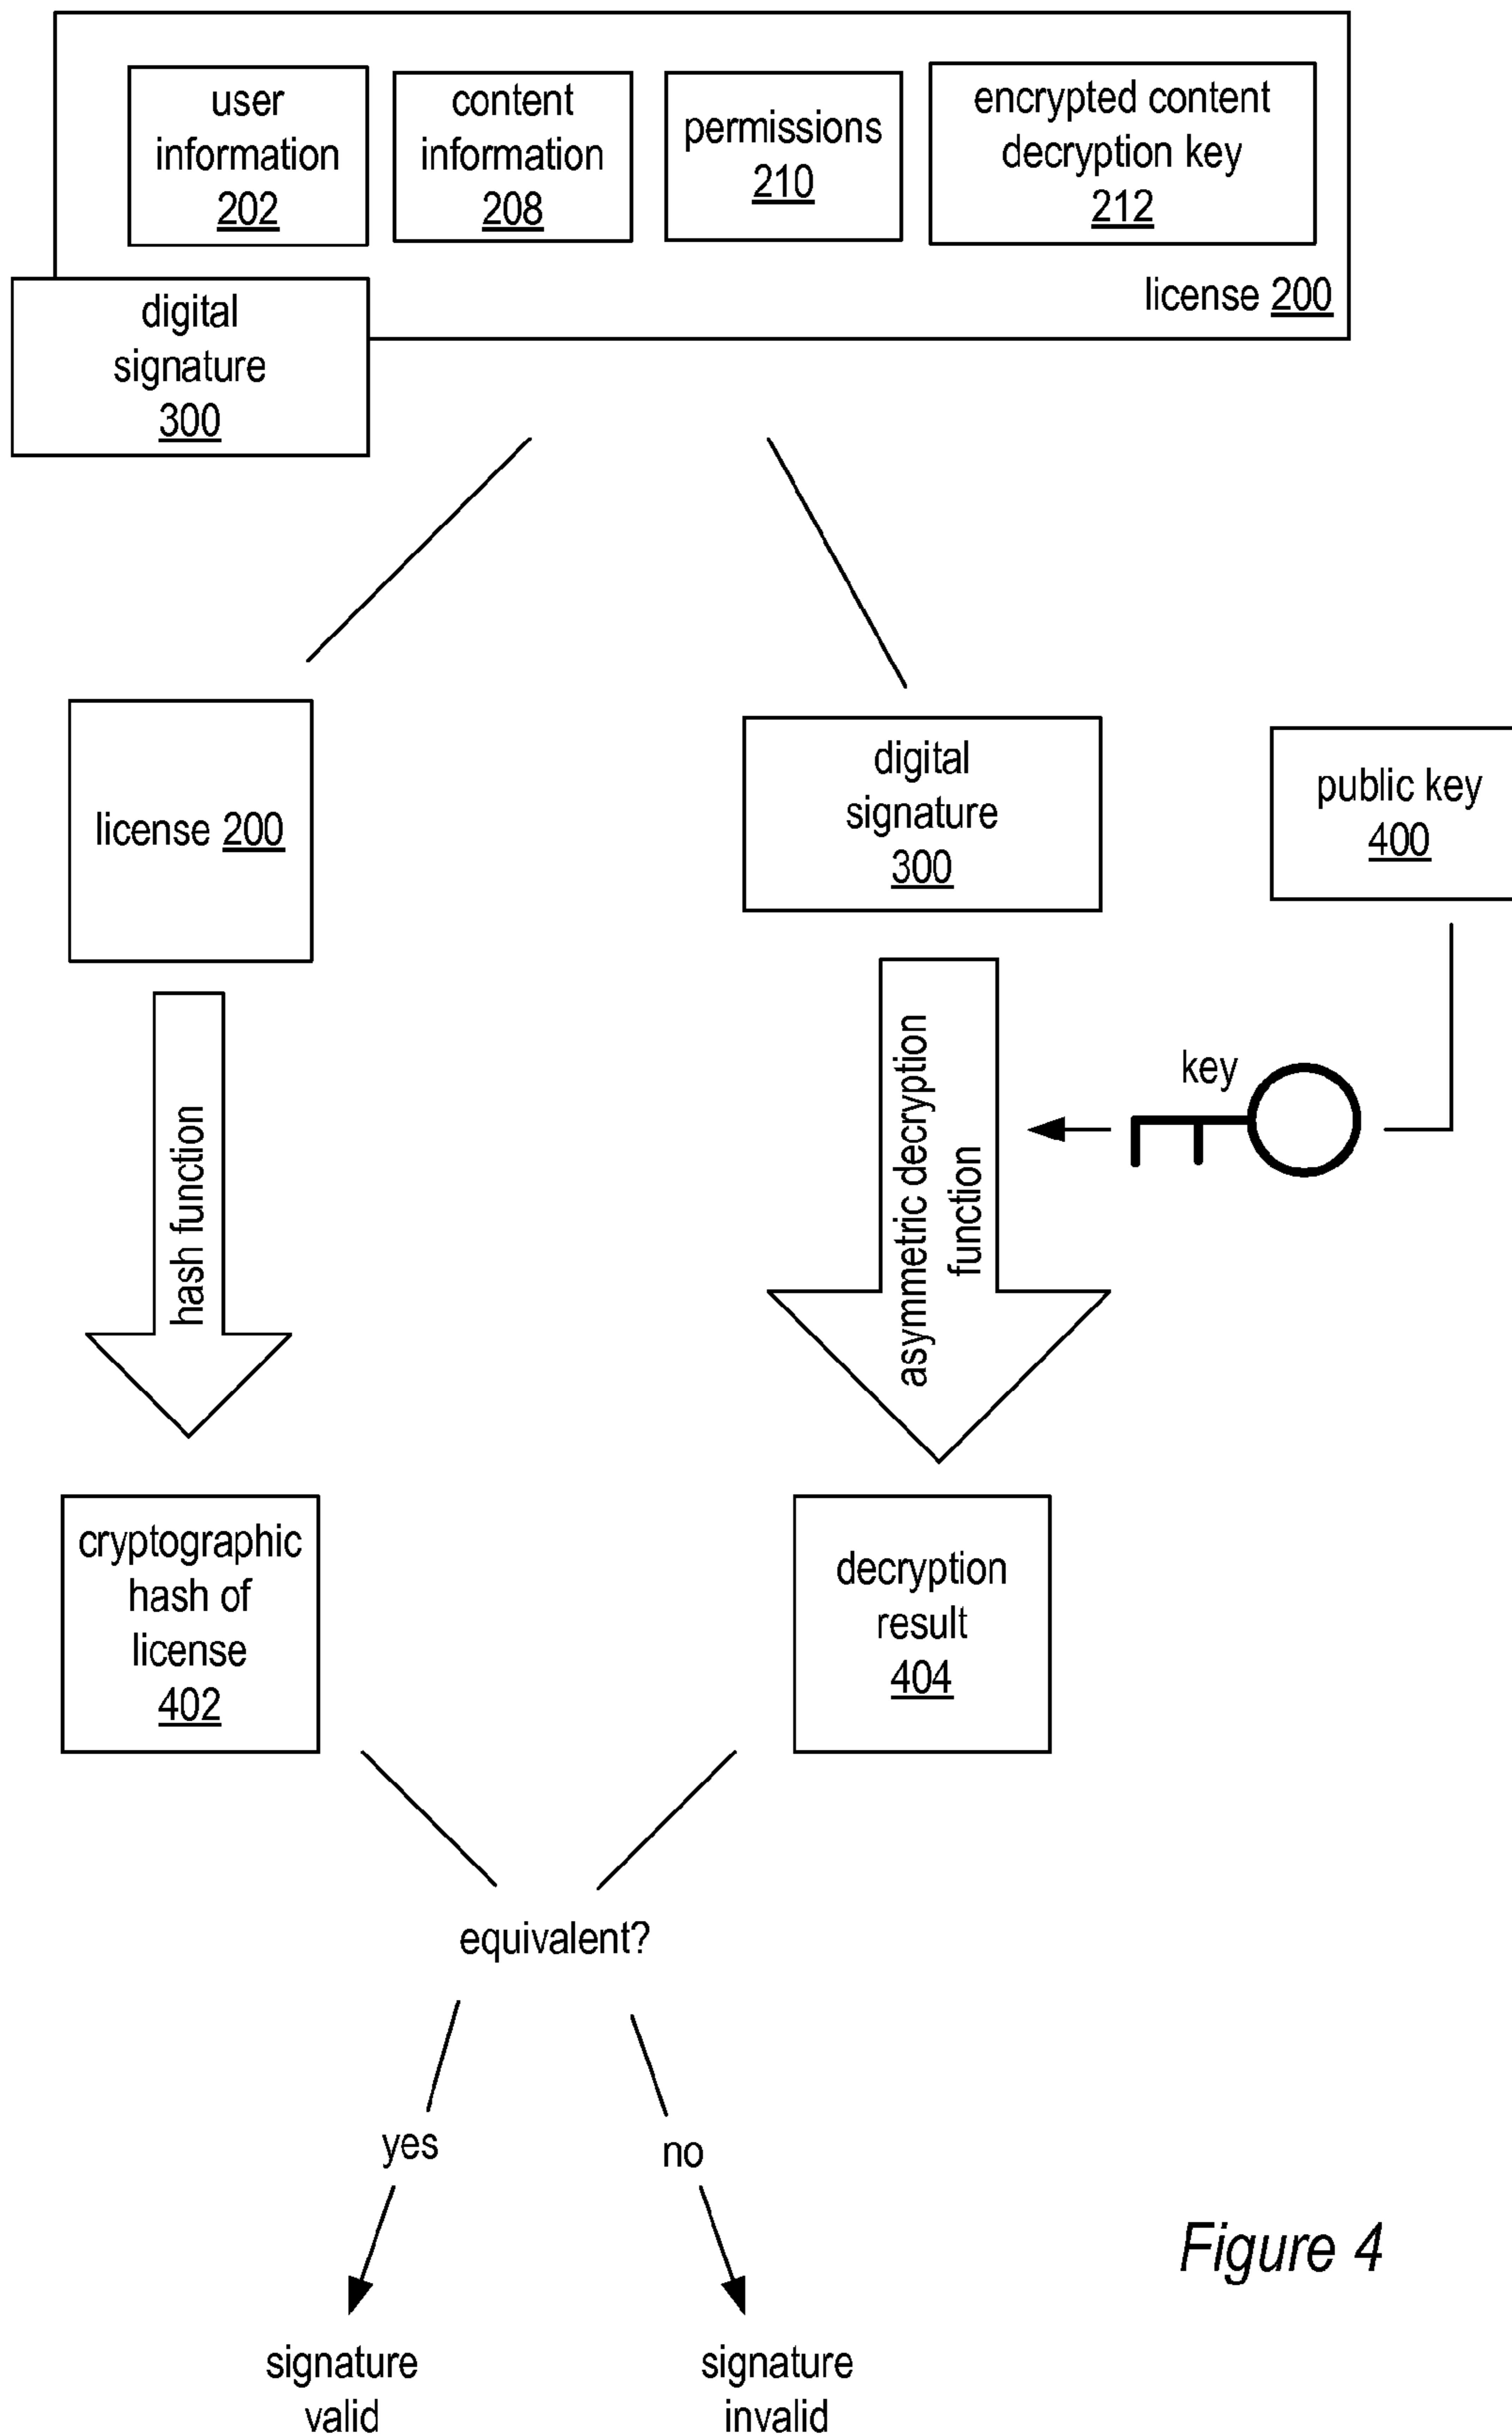 user
information
202
content
information
208
permissions
210
encrypted content
decryption key
212
license 200
digital
signature
300
license 200
digital
signature
300
public key
400
hash function
asymmetric decryption
function
key
cryptographic
hash of
license
402
decryption
result
404
equivalent?
yes
no
signature
valid
signature
invalid
Figure 4